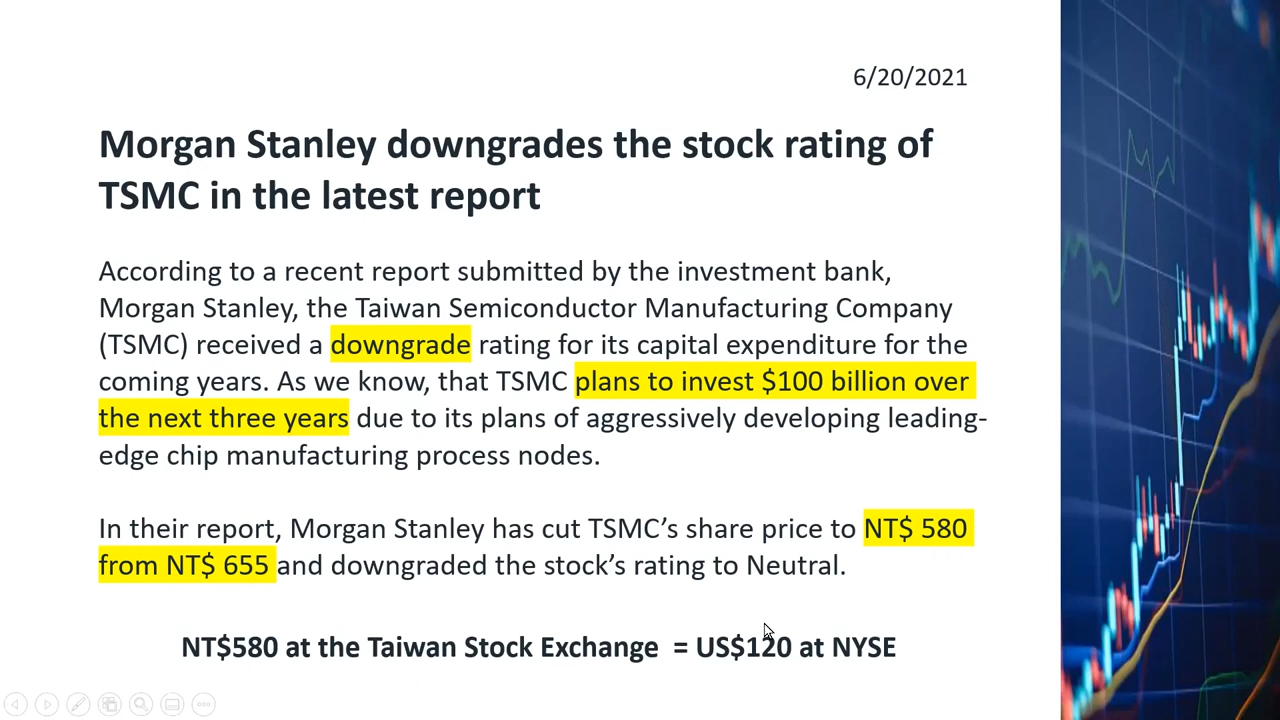 6/20/2021
Morgan Stanley downgrades the stock rating of
TSMC in the latest report
According to a recent report submitted by the investment bank,
Morgan Stanley, the Taiwan Semiconductor Manufacturing Company
(TSMC) received a downgrade rating for its capital expenditure for the
coming years. As we know, that TSMC plans to invest $100 billion over
the next three years due to its plans of aggressively developing leading-
edge chip manufacturing process nodes.
In their report, Morgan Stanley has cut TSMC’s share price to NT$ 580
from NT$ 655 and downgraded the stock’s rating to Neutral.
NT$580 at the Taiwan Stock Exchange = US$120 at NYSE